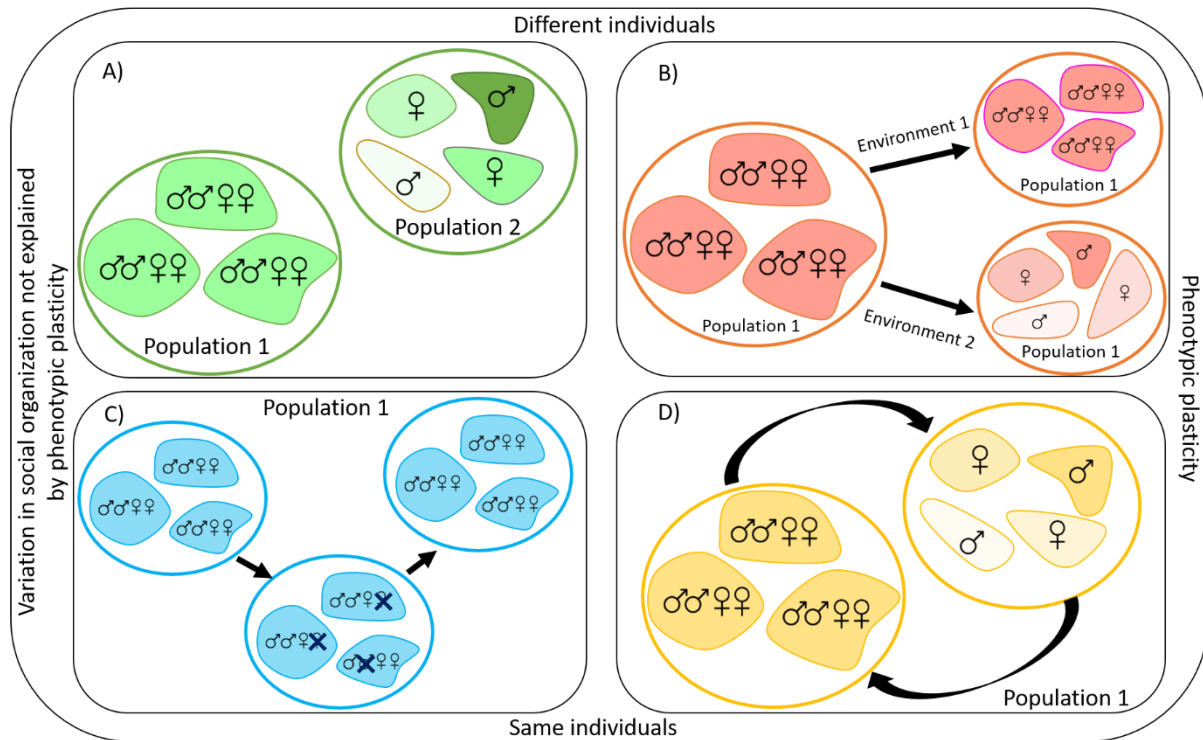 Different individuals
Variation in social organization not explained
by phenotypic plasticity
Phenotypic plasticity
Same individuals
A)
♂♂♀♀
♂♂♀♀
♂♂♀♀
Population 1
♀
♂
♂
♀
Population 2
B)
♂♂♀♀
♂♂♀♀
♂♂♀♀
Population 1
Environment 1
♂♂♀♀
♂♂♀♀
♂♂♀♀
Population 1
Environment 2
♂
♀
♀
♂
Population 1
C)
Population 1
♂♂♀♀
♂♂♀♀
♂♂♀♀
♂♂♀♀
♂♂♀♀
♂♂♀♀
♂♂♀♀
♂♂♀♀
♂♂♀♀
D)
♂♂♀♀
♂♂♀♀
♂♂♀♀
♀
♂
♂
♀
Population 1